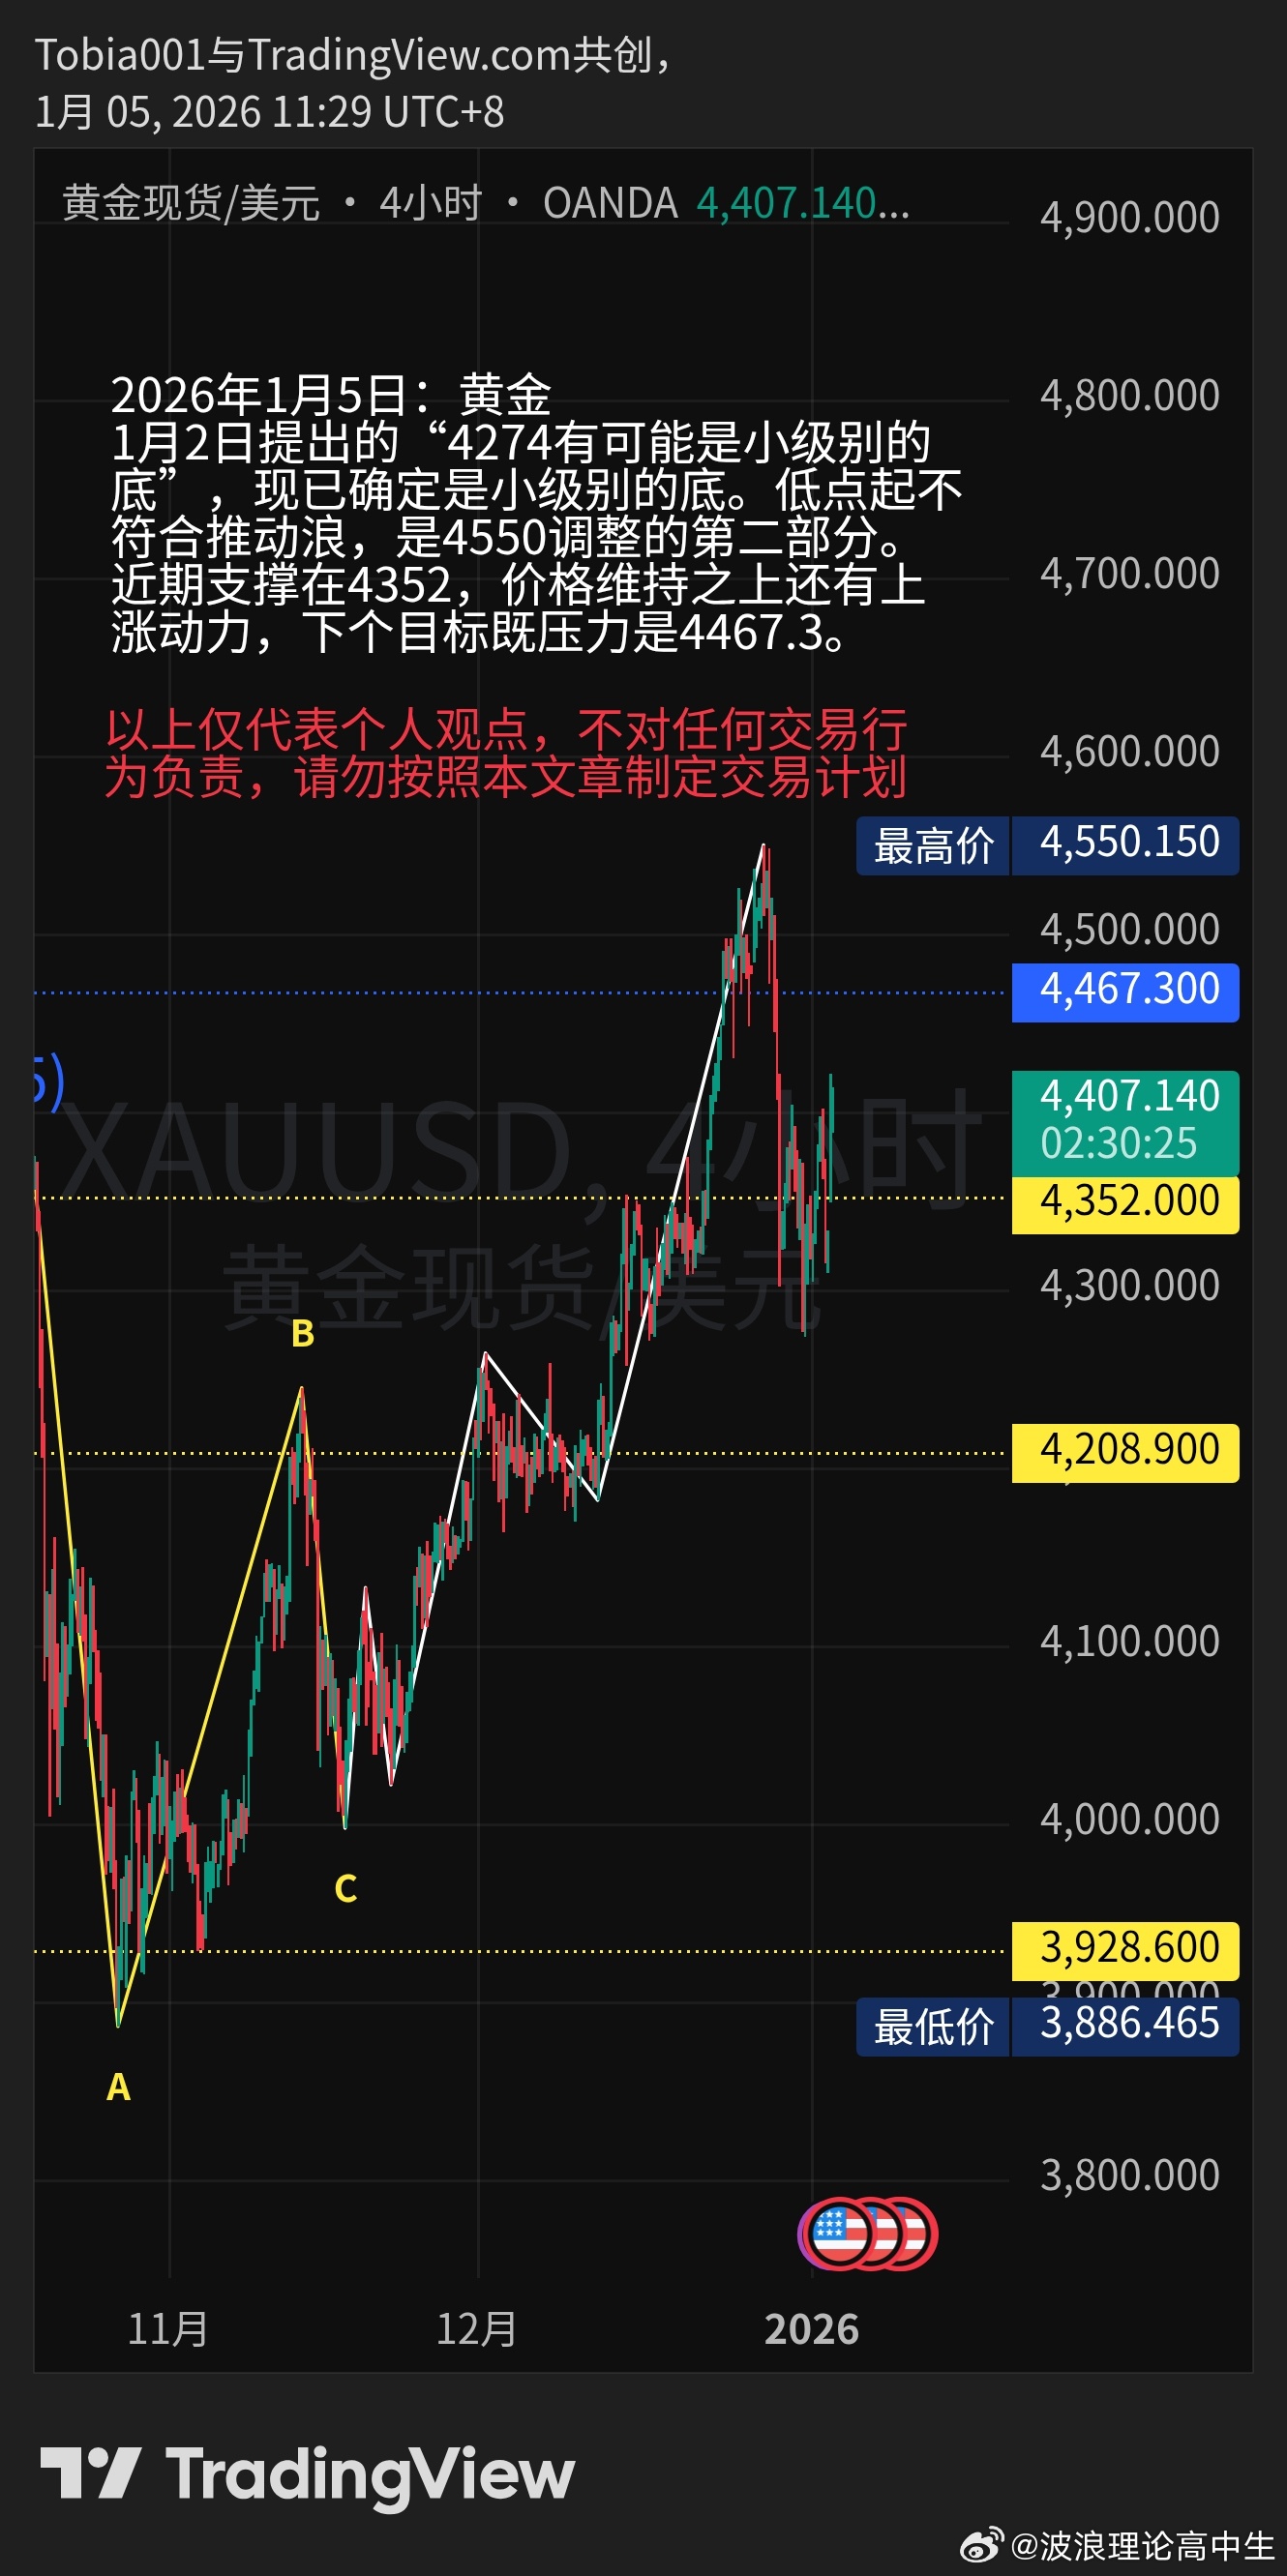 Tobia001与TradingView.com共创，
1月 05, 2026 11:29 UTC+8
黄金现货/美元 · 4小时 · OANDA 4,407.140...
4,900.000
2026年1月5日：黄金
4,800.000
1月2日提出的“4274有可能是小级别的
底”，现已确定是小级别的底。低点起不
符合推动浪，是4550调整的第二部分。
近期支撑在4352，价格维持之上还有上
4,700.000
涨动力，下个目标既压力是4467.3。
以上仅代表个人观点，不对任何交易行
为负责，请勿按照本文章制定交易计划
4,600.000
最高价 4,550.150
4,500.000
4,467.300
5)
4,407.140
02:30:25
XAUUSD, 4小时
4,352.000
黄金现货/美元
4,300.000
B
4,208.900
4,100.000
4,000.000
C
3,928.600
3,900.000
最低价 3,886.465
A
3,800.000
11月 12月 2026
TradingView
@波浪理论高中生